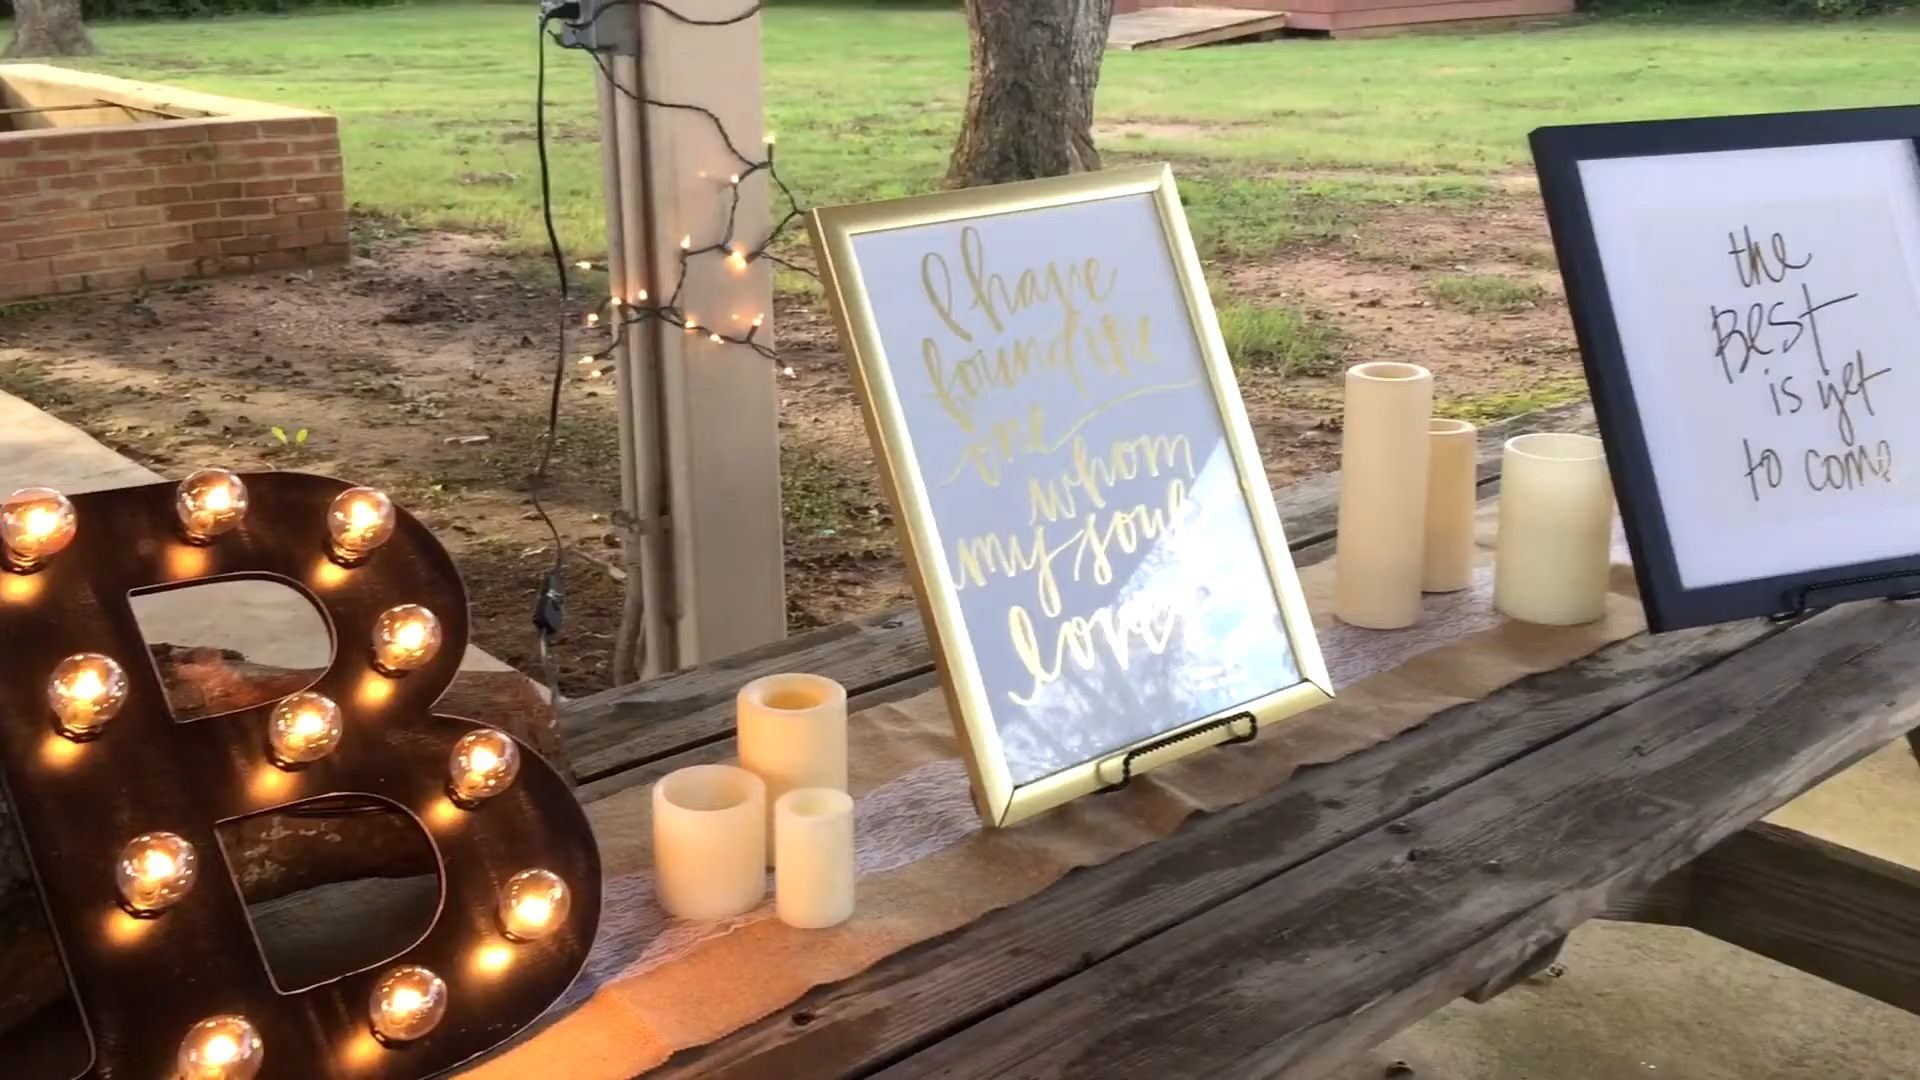 B
I have
found the
one
whom
my soul
loves
the
Best
is yet
to come